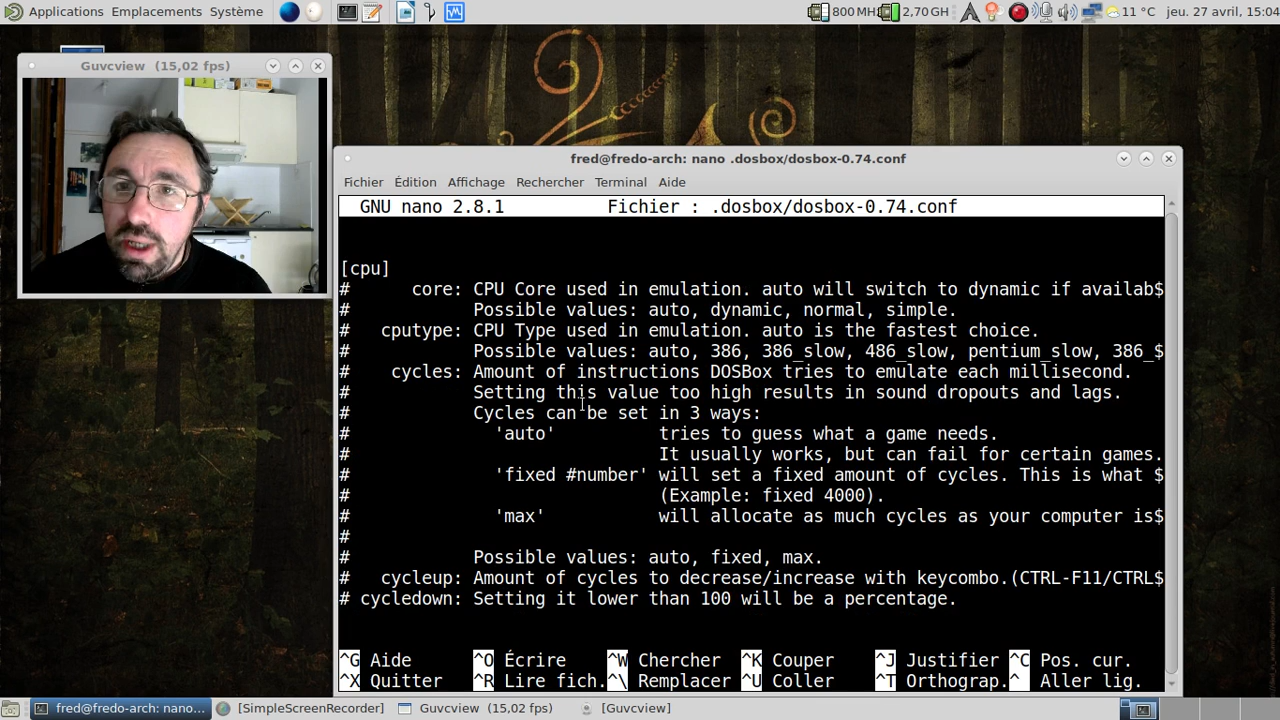 Applications Emplacements Système
800 MH 2,70GH 11 °C jeu. 27 avril, 15:04
Guvcview (15,02 fps)
fred@fredo-arch: nano .dosbox/dosbox-0.74.conf
Fichier Édition Affichage Rechercher Terminal Aide
GNU nano 2.8.1 Fichier : .dosbox/dosbox-0.74.conf
[cpu]
# core: CPU Core used in emulation. auto will switch to dynamic if availab$
# Possible values: auto, dynamic, normal, simple.
# cputype: CPU Type used in emulation. auto is the fastest choice.
# Possible values: auto, 386, 386_slow, 486_slow, pentium_slow, 386_$
# cycles: Amount of instructions DOSBox tries to emulate each millisecond.
# Setting this value too high results in sound dropouts and lags.
# Cycles can be set in 3 ways:
# 'auto' tries to guess what a game needs.
# It usually works, but can fail for certain games.
# 'fixed #number' will set a fixed amount of cycles. This is what $
# (Example: fixed 4000).
# 'max' will allocate as much cycles as your computer is$
#
# Possible values: auto, fixed, max.
# cycleup: Amount of cycles to decrease/increase with keycombo.(CTRL-F11/CTRL$
# cycledown: Setting it lower than 100 will be a percentage.
^G Aide ^O Écrire ^W Chercher ^K Couper ^J Justifier ^C Pos. cur.
^X Quitter ^R Lire fich. ^\ Remplacer ^U Coller ^T Orthograp. ^ Aller lig.
fred@fredo-arch: nano... [SimpleScreenRecorder] Guvcview (15,02 fps) [Guvcview]